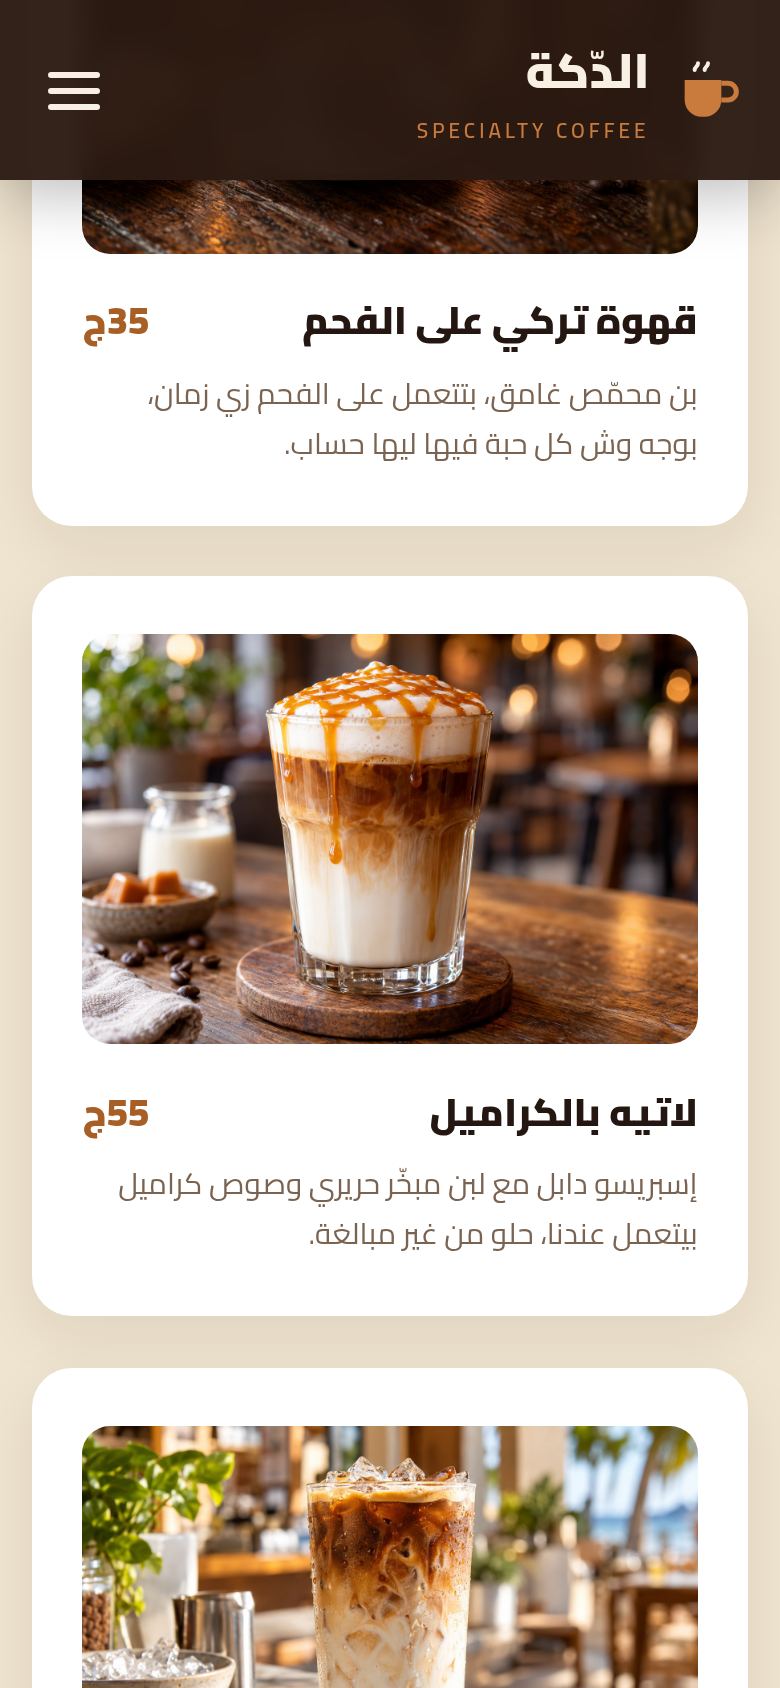 الدّكة
SPECIALTY COFFEE
قهوة تركي على الفحم
35ج
بن محمّص غامق، بتتعمل على الفحم زي زمان،
بوجه وش كل حبة فيها ليها حساب.
لاتيه بالكراميل
55ج
إسبريسو دابل مع لبن مبخّر حريري وصوص كراميل
بيتعمل عندنا، حلو من غير مبالغة.